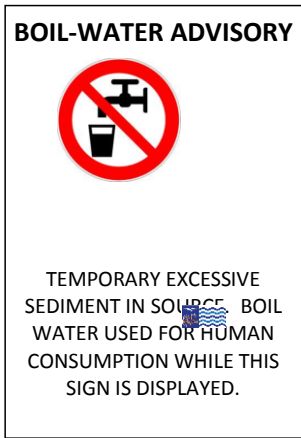 BOIL-WATER ADVISORY
TEMPORARY EXCESSIVE
SEDIMENT IN SOURCE. BOIL
WATER USED FOR HUMAN
CONSUMPTION WHILE THIS
SIGN IS DISPLAYED.